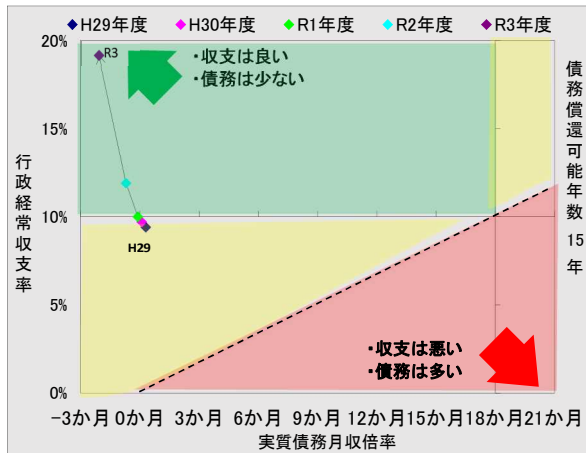 H29年度 H30年度 R1年度 R2年度 R3年度
20%
15%
10%
5%
0%
行政経常収支率
R3
・収支は良い
・債務は少ない
H29
・収支は悪い
・債務は多い
債務償還可能年数 15年
-3か月 0か月 3か月 6か月 9か月 12か月 15か月 18か月 21か月
実質債務月収倍率